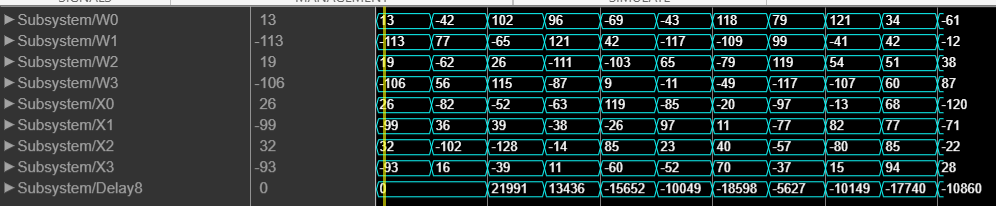 MANAGEMENT
SIMULATE
Subsystem/W0 13 13 -42 102 96 -69 -43 118 79 121 34 -61
Subsystem/W1 -113 -113 77 -65 121 42 -117 -109 99 -41 42 -12
Subsystem/W2 19 19 -62 26 -111 -103 65 -79 119 54 51 38
Subsystem/W3 -106 -106 56 115 -87 9 -11 -49 -117 -107 60 87
Subsystem/X0 26 26 -82 -52 -63 119 -85 -20 -97 -13 68 -120
Subsystem/X1 -99 -99 36 39 -38 -26 97 11 -77 82 77 -71
Subsystem/X2 32 32 -102 -128 -14 85 23 40 -57 -80 85 -22
Subsystem/X3 -93 -93 16 -39 11 -60 -52 70 -37 15 94 28
Subsystem/Delay8 0 0 21991 13436 -15652 -10049 -18598 -5627 -10149 -17740 -10860